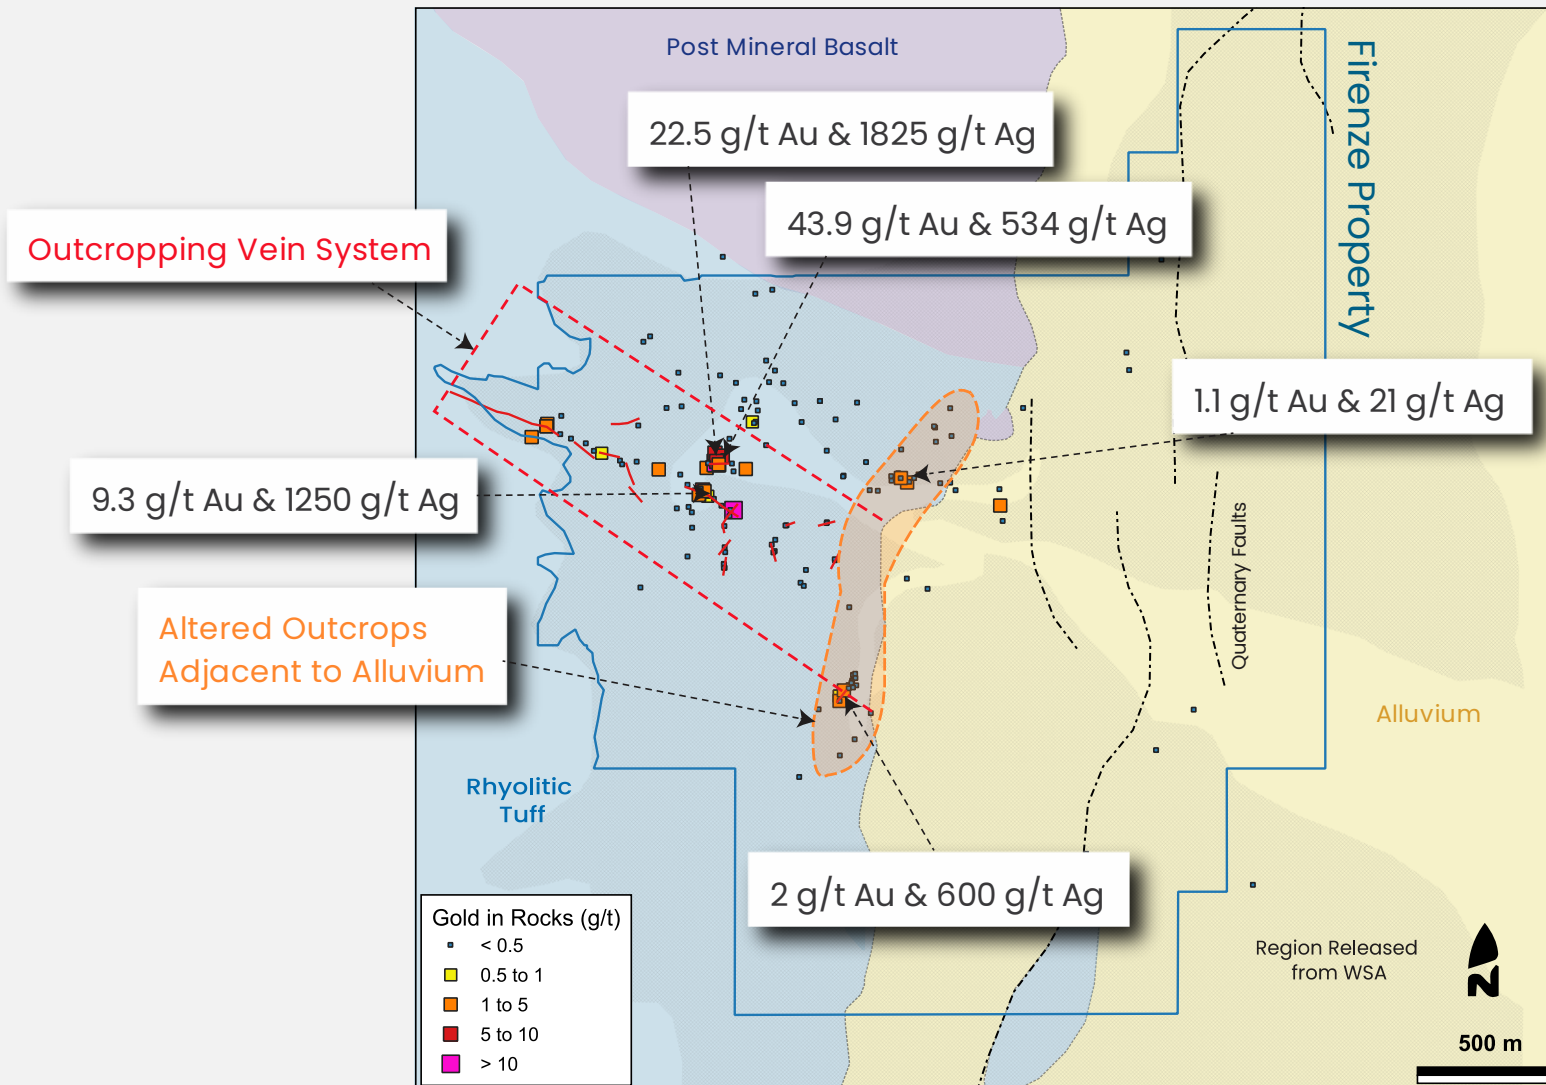 Post Mineral Basalt
Firenze Property
22.5 g/t Au & 1825 g/t Ag
43.9 g/t Au & 534 g/t Ag
Outcropping Vein System
1.1 g/t Au & 21 g/t Ag
9.3 g/t Au & 1250 g/t Ag
Quaternary Faults
Altered Outcrops
Adjacent to Alluvium
Alluvium
Rhyolitic
Tuff
2 g/t Au & 600 g/t Ag
Gold in Rocks (g/t)
< 0.5
0.5 to 1
1 to 5
5 to 10
> 10
Region Released
from WSA
N
500 m